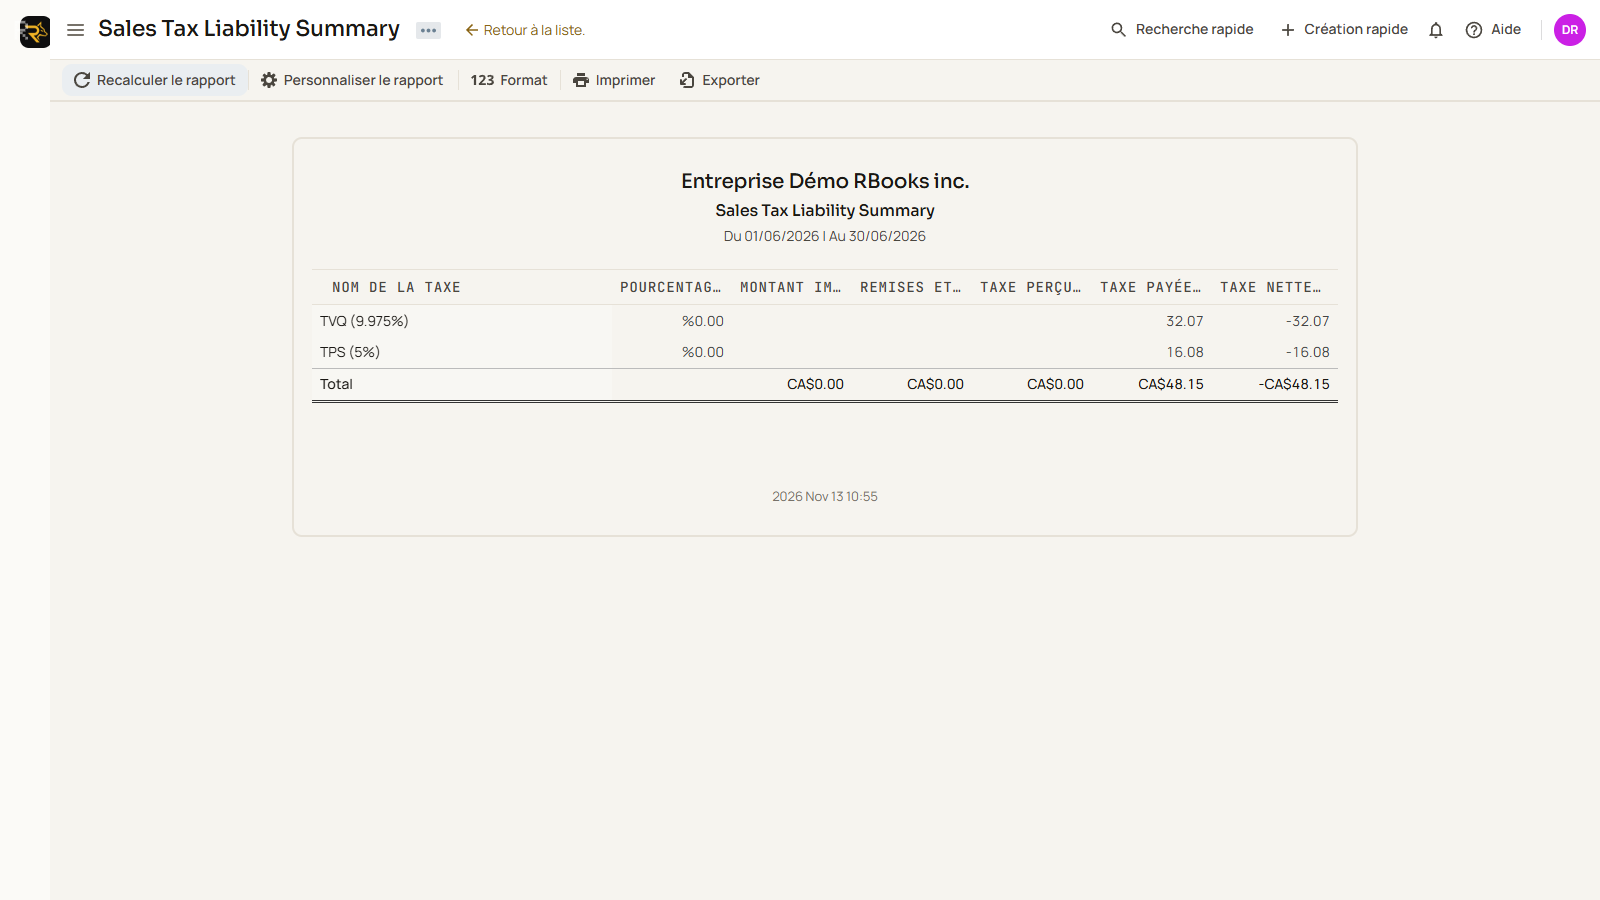 Sales Tax Liability Summary
Retour à la liste.
Recherche rapide
Création rapide
Aide
DR
Recalculer le rapport
Personnaliser le rapport
123 Format
Imprimer
Exporter
Entreprise Démo RBooks inc.
Sales Tax Liability Summary
Du 01/06/2026 | Au 30/06/2026
NOM DE LA TAXE POURCENTAG… MONTANT IM… REMISES ET… TAXE PERÇU… TAXE PAYÉE… TAXE NETTE…
TVQ (9.975%) %0.00 32.07 -32.07
TPS (5%) %0.00 16.08 -16.08
Total CA$0.00 CA$0.00 CA$0.00 CA$48.15 -CA$48.15
2026 Nov 13 10:55